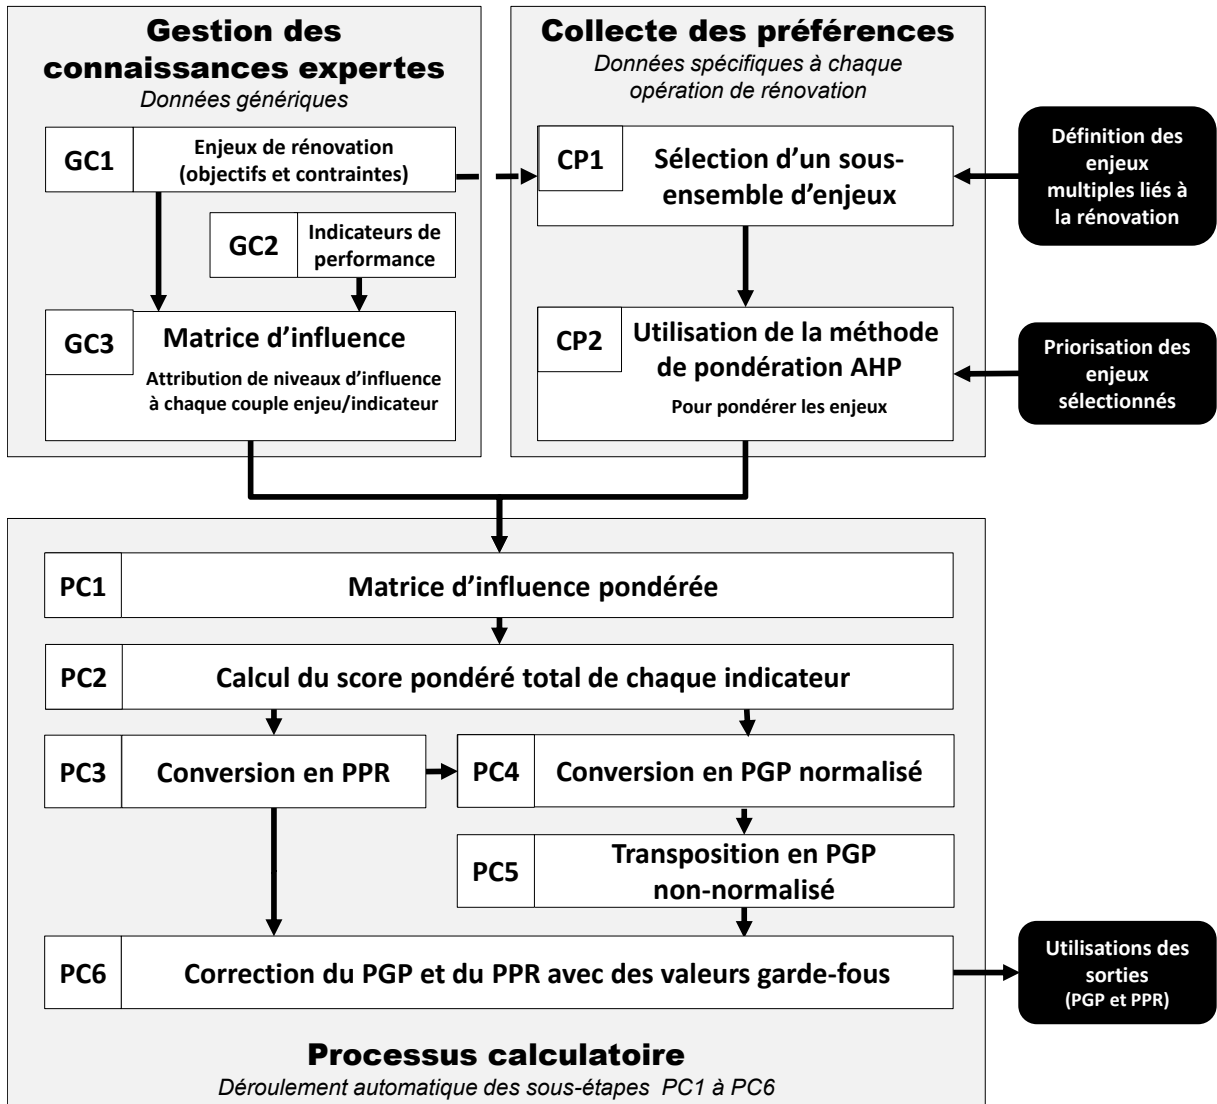 Gestion des
connaissances expertes
Données génériques
GC1
Enjeux de rénovation
(objectifs et contraintes)
GC2
Indicateurs de
performance
GC3
Matrice d’influence
Attribution de niveaux d’influence
à chaque couple enjeu/indicateur
Collecte des préférences
Données spécifiques à chaque
opération de rénovation
CP1
Sélection d’un sous-
ensemble d’enjeux
CP2
Utilisation de la méthode
de pondération AHP
Pour pondérer les enjeux
Définition des
enjeux
multiples liés à
la rénovation
Priorisation des
enjeux
sélectionnés
PC1
Matrice d’influence pondérée
PC2
Calcul du score pondéré total de chaque indicateur
PC3
Conversion en PPR
PC4
Conversion en PGP normalisé
PC5
Transposition en PGP
non-normalisé
PC6
Correction du PGP et du PPR avec des valeurs garde-fous
Utilisations des
sorties
(PGP et PPR)
Processus calculatoire
Déroulement automatique des sous-étapes PC1 à PC6